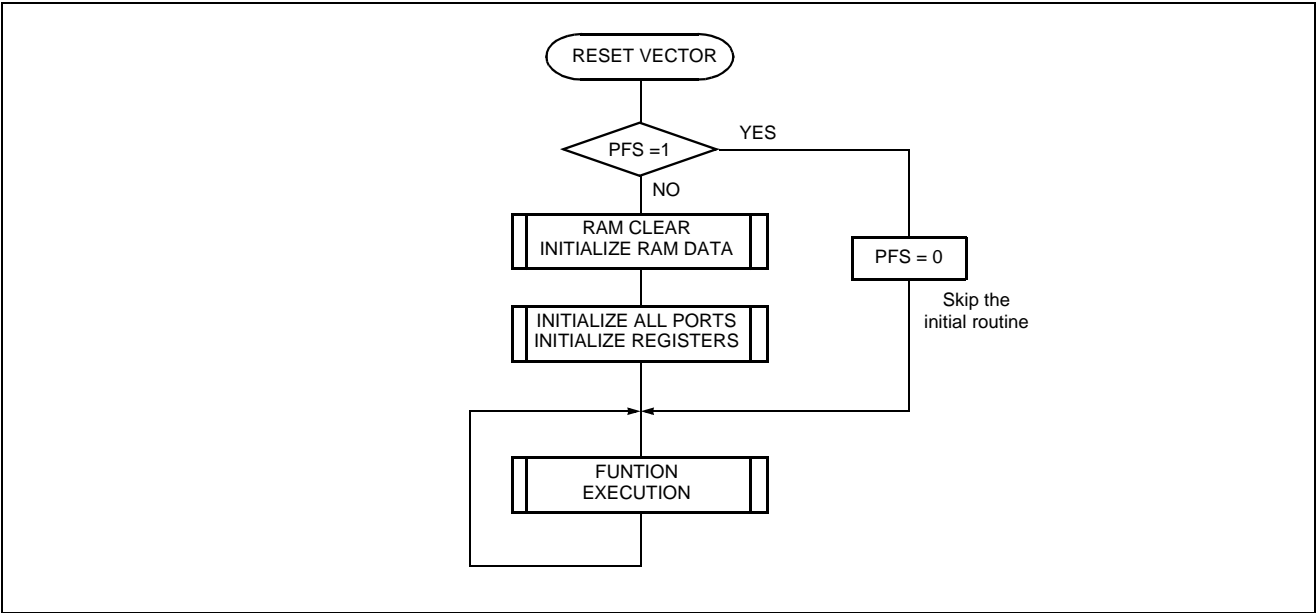 RESET VECTOR
PFS =1
YES
NO
RAM CLEAR
INITIALIZE RAM DATA
PFS = 0
Skip the
initial routine
INITIALIZE ALL PORTS
INITIALIZE REGISTERS
FUNTION
EXECUTION